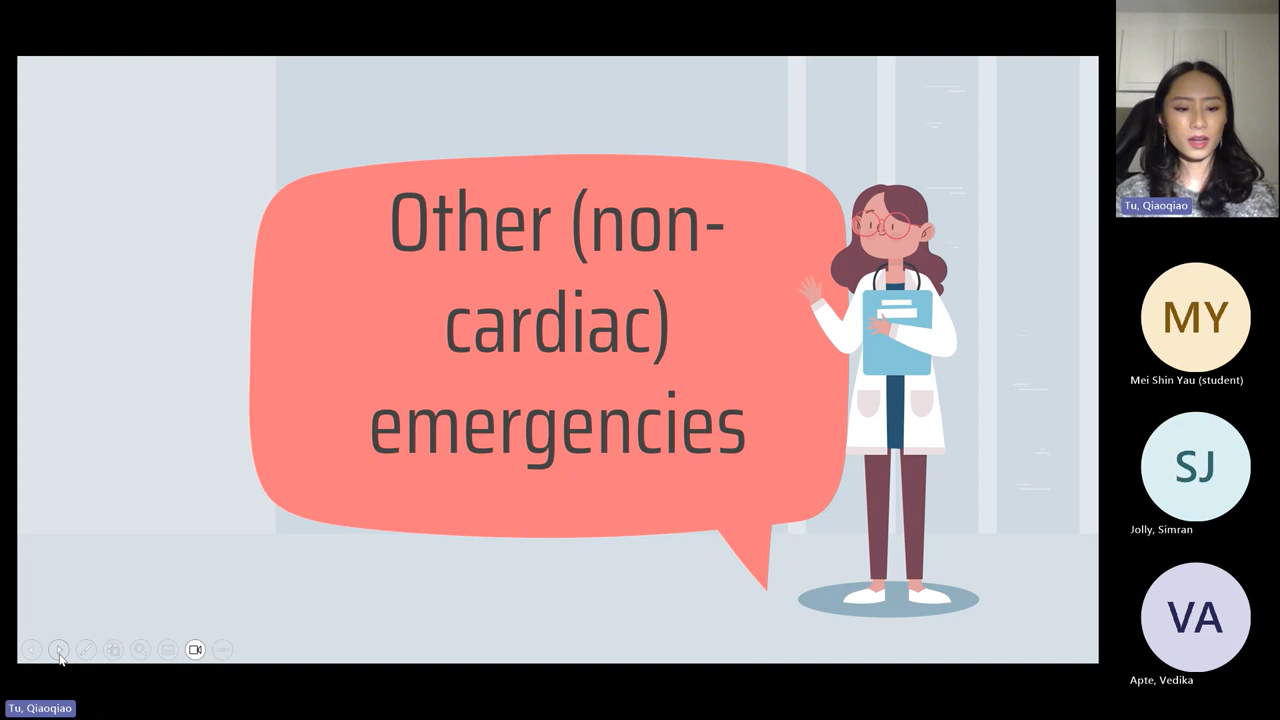 Other (non-
cardiac)
emergencies
Tu, Qiaoqiao
MY
Mei Shin Yau (student)
SJ
Jolly, Simran
VA
Apte, Vedika
Tu, Qiaoqiao